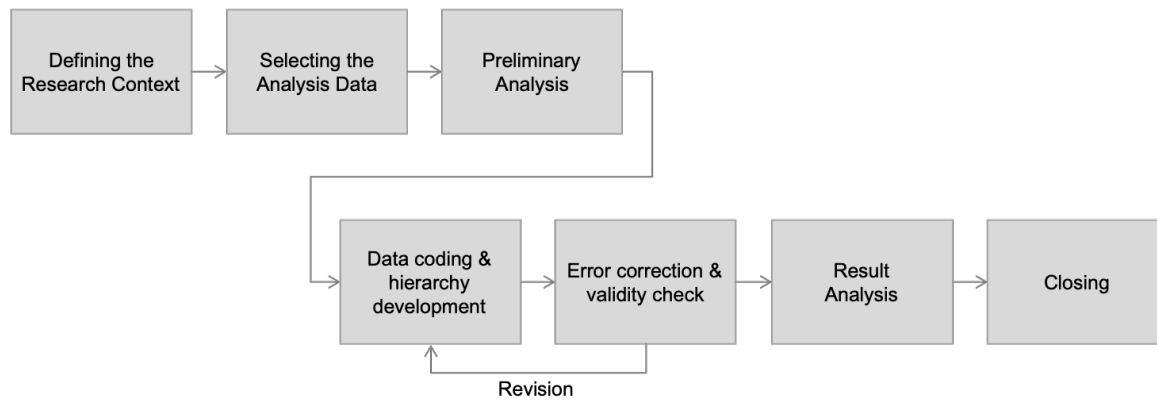 Defining the
Research Context
Selecting the
Analysis Data
Preliminary
Analysis
Data coding &
hierarchy
development
Error correction &
validity check
Result
Analysis
Closing
Revision